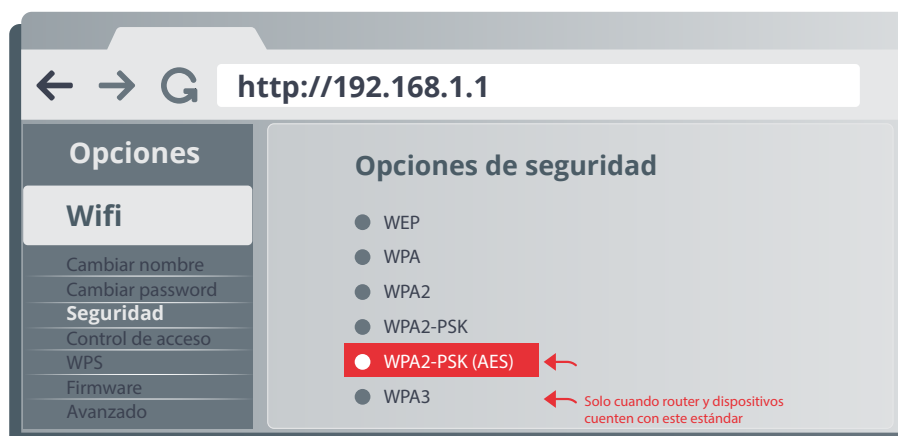 http://192.168.1.1
Opciones
Wifi
Cambiar nombre
Cambiar password
Seguridad
Control de acceso
WPS
Firmware
Avanzado
Opciones de seguridad
WEP
WPA
WPA2
WPA2-PSK
WPA2-PSK (AES)
WPA3
Solo cuando router y dispositivos
cuenten con este estándar